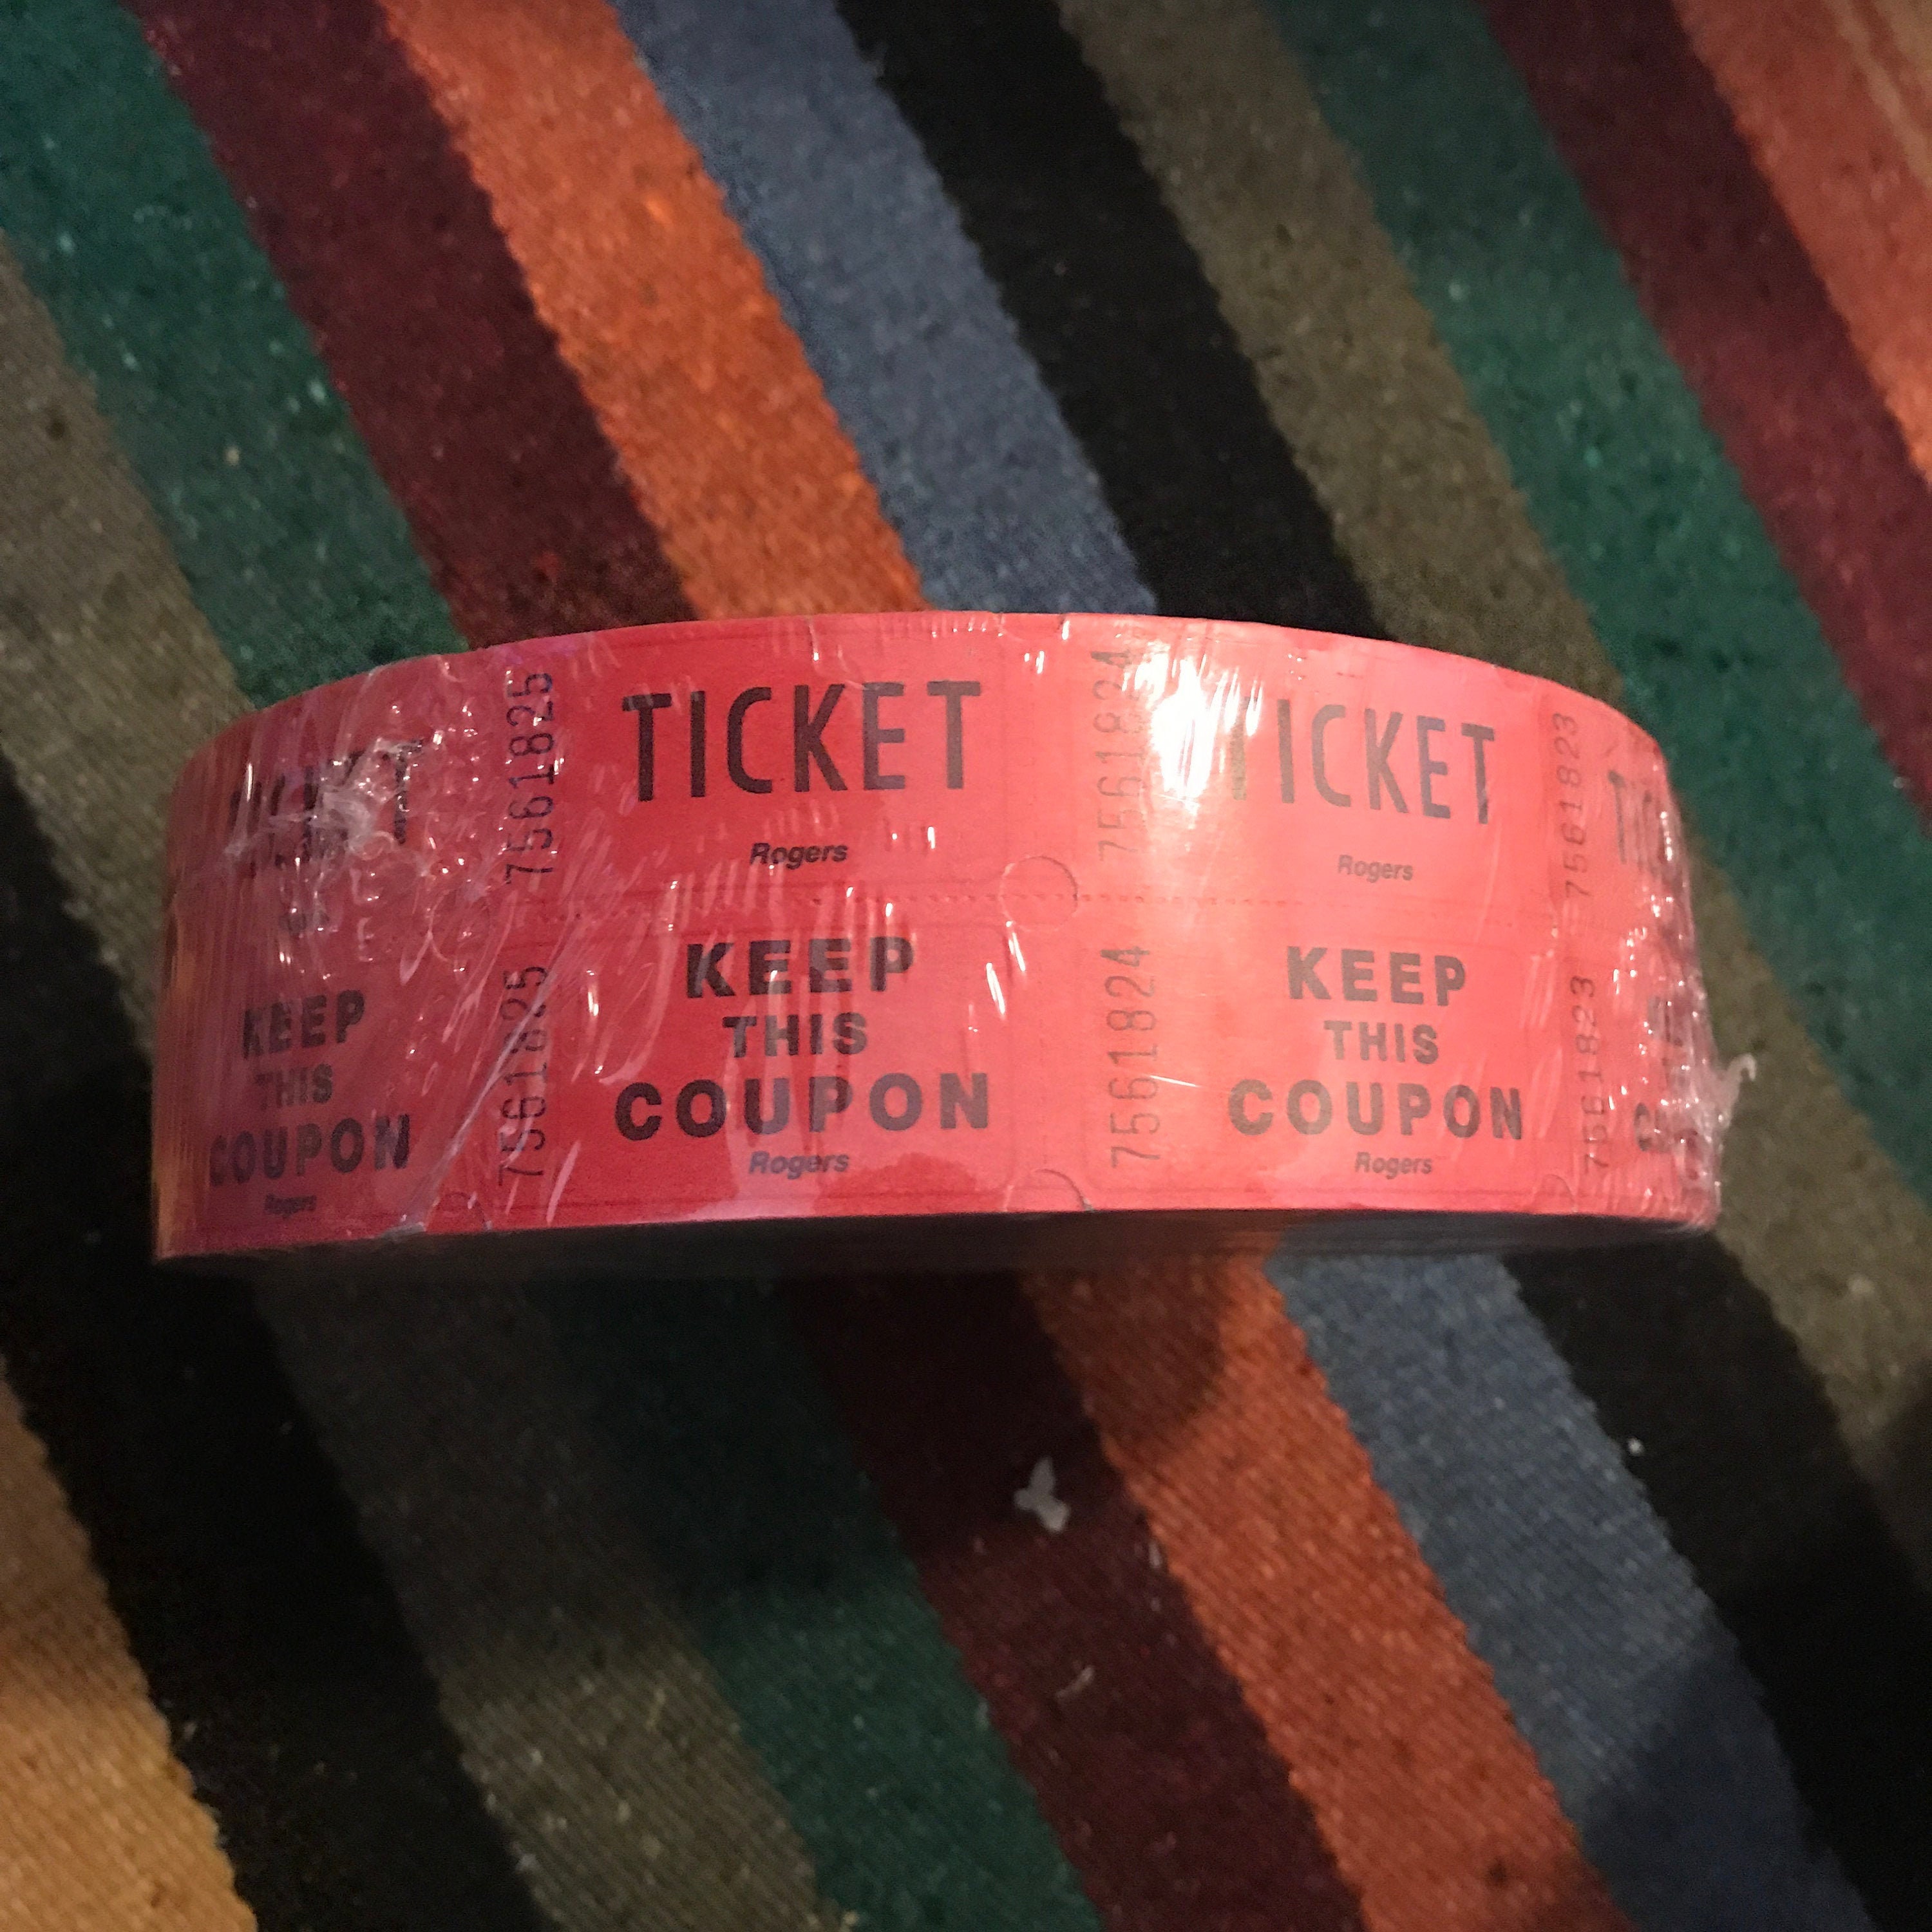 7561825
TICKET
Rogers
7561824
TICKET
Rogers
7561823
KEEP
THIS
COUPON
Rogers
7561825
KEEP
THIS
COUPON
Rogers
7561824
KEEP
THIS
COUPON
Rogers
7561823